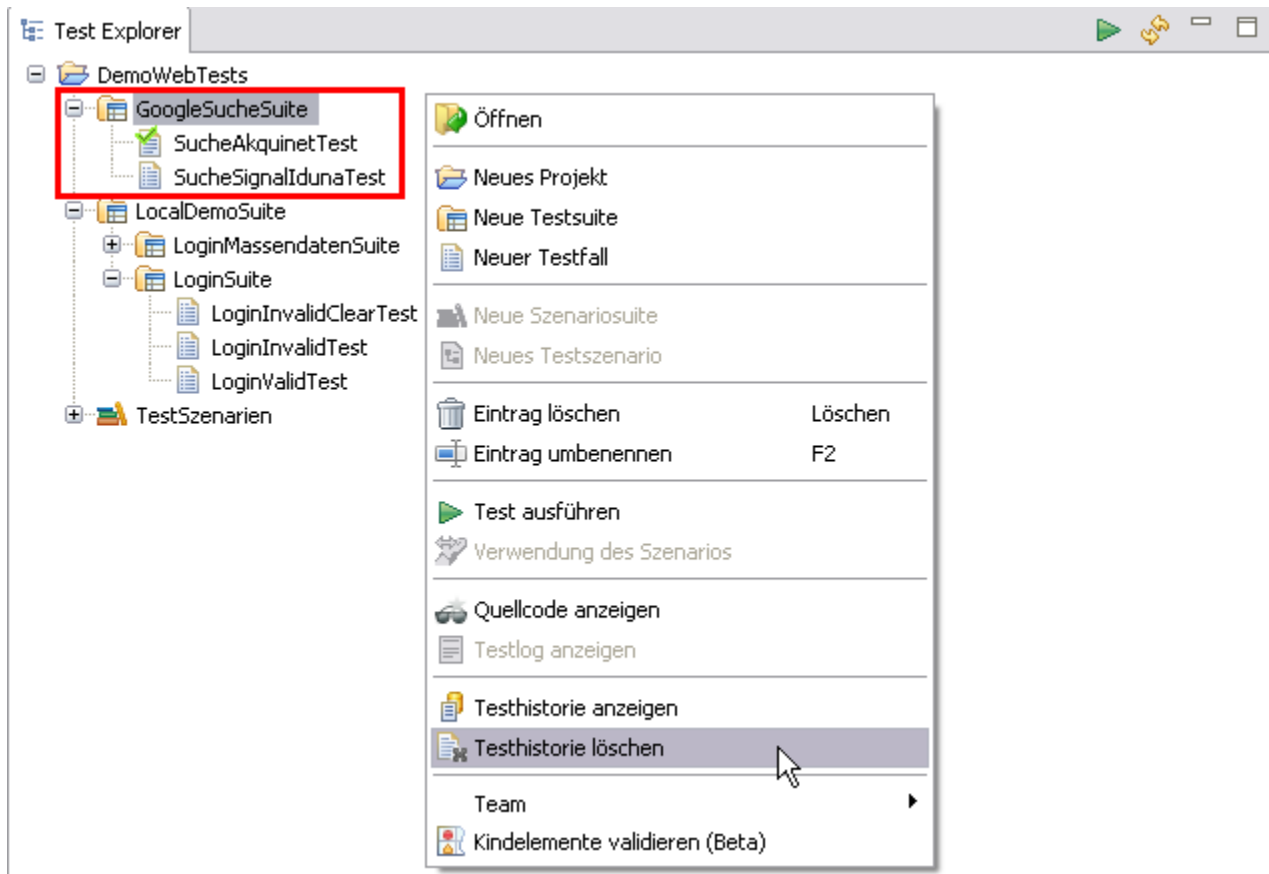 Test Explorer
DemoWebTests
GoogleSucheSuite
SucheAkquinetTest
SucheSignalIdunaTest
LocalDemoSuite
LoginMassendatenSuite
LoginSuite
LoginInvalidClearTest
LoginInvalidTest
LoginValidTest
TestSzenarien
Öffnen
Neues Projekt
Neue Testsuite
Neuer Testfall
Neue Szenariosuite
Neues Testszenario
Eintrag löschen Löschen
Eintrag umbenennen F2
Test ausführen
Verwendung des Szenarios
Quellcode anzeigen
Testlog anzeigen
Testhistorie anzeigen
Testhistorie löschen
Team
Kindelemente validieren (Beta)